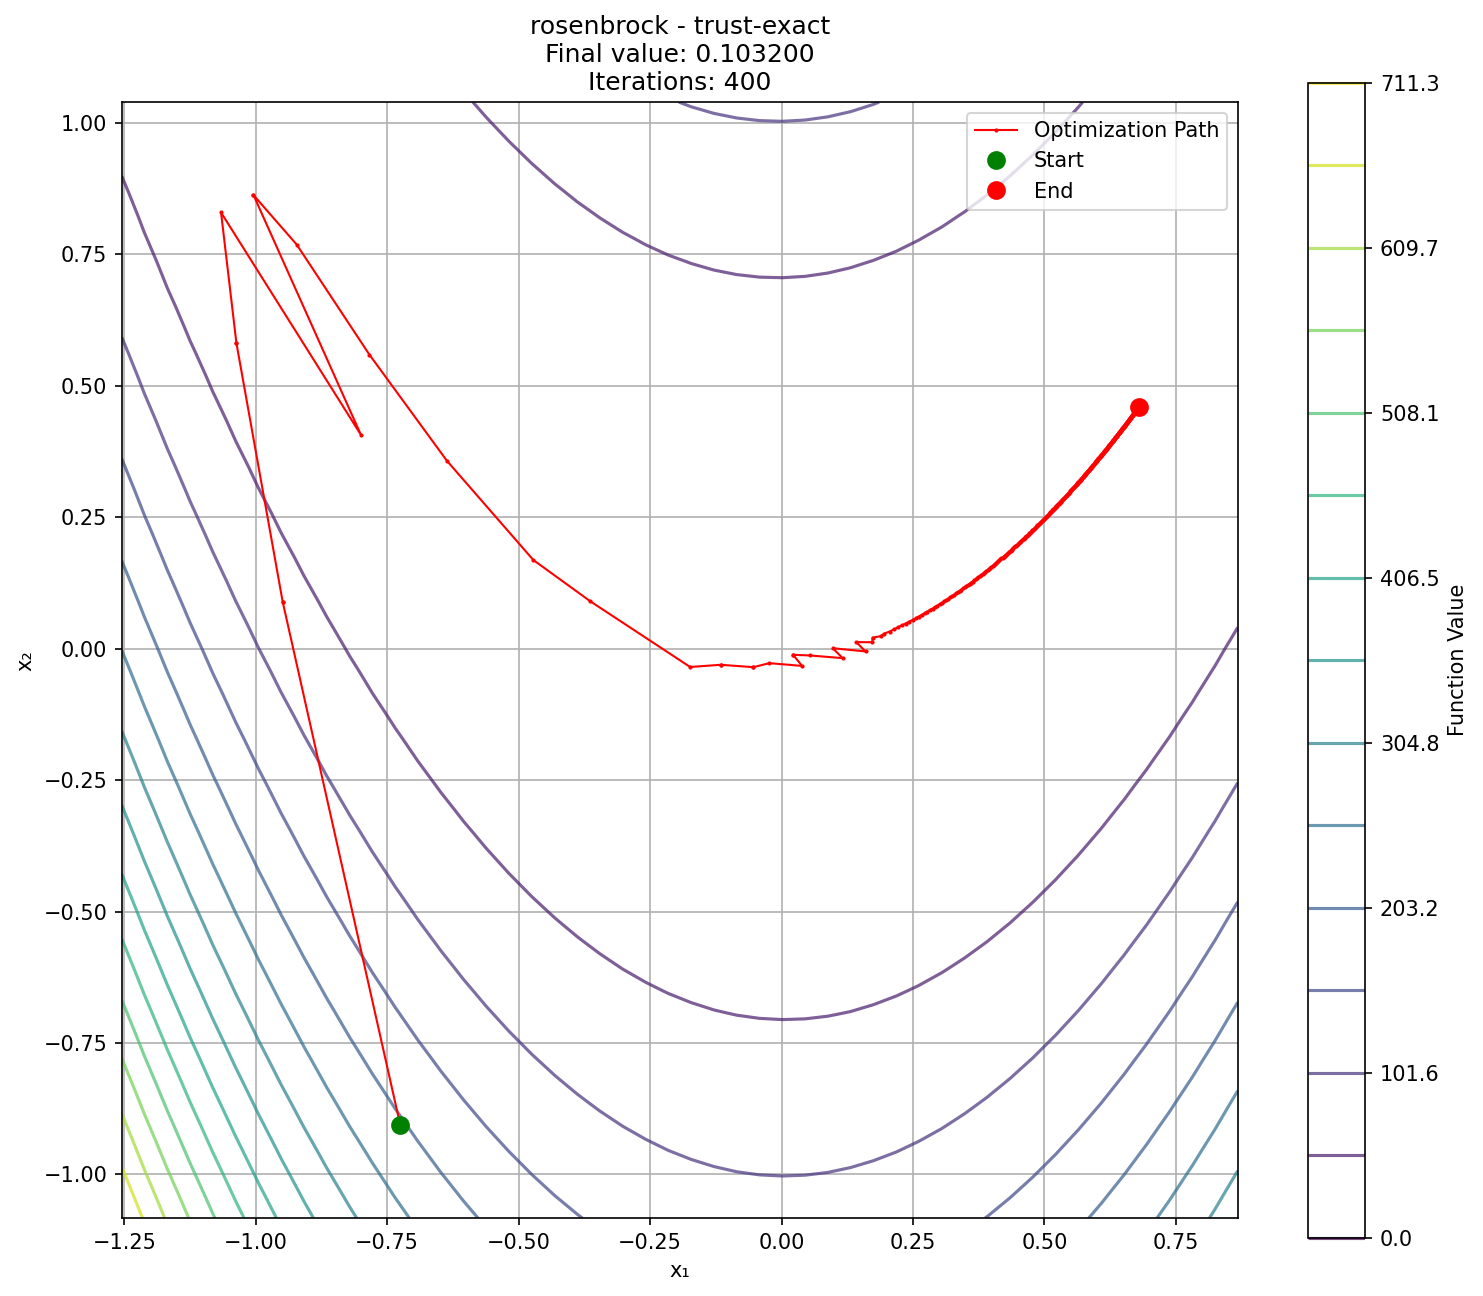 rosenbrock - trust-exact
Final value: 0.103200
Iterations: 400
Optimization Path
Start
End
1.00
0.75
0.50
0.25
0.00
−0.25
−0.50
−0.75
−1.00
x₂
−1.25
−1.00
−0.75
−0.50
−0.25
0.00
0.25
0.50
0.75
x₁
711.3
609.7
508.1
406.5
304.8
203.2
101.6
0.0
Function Value